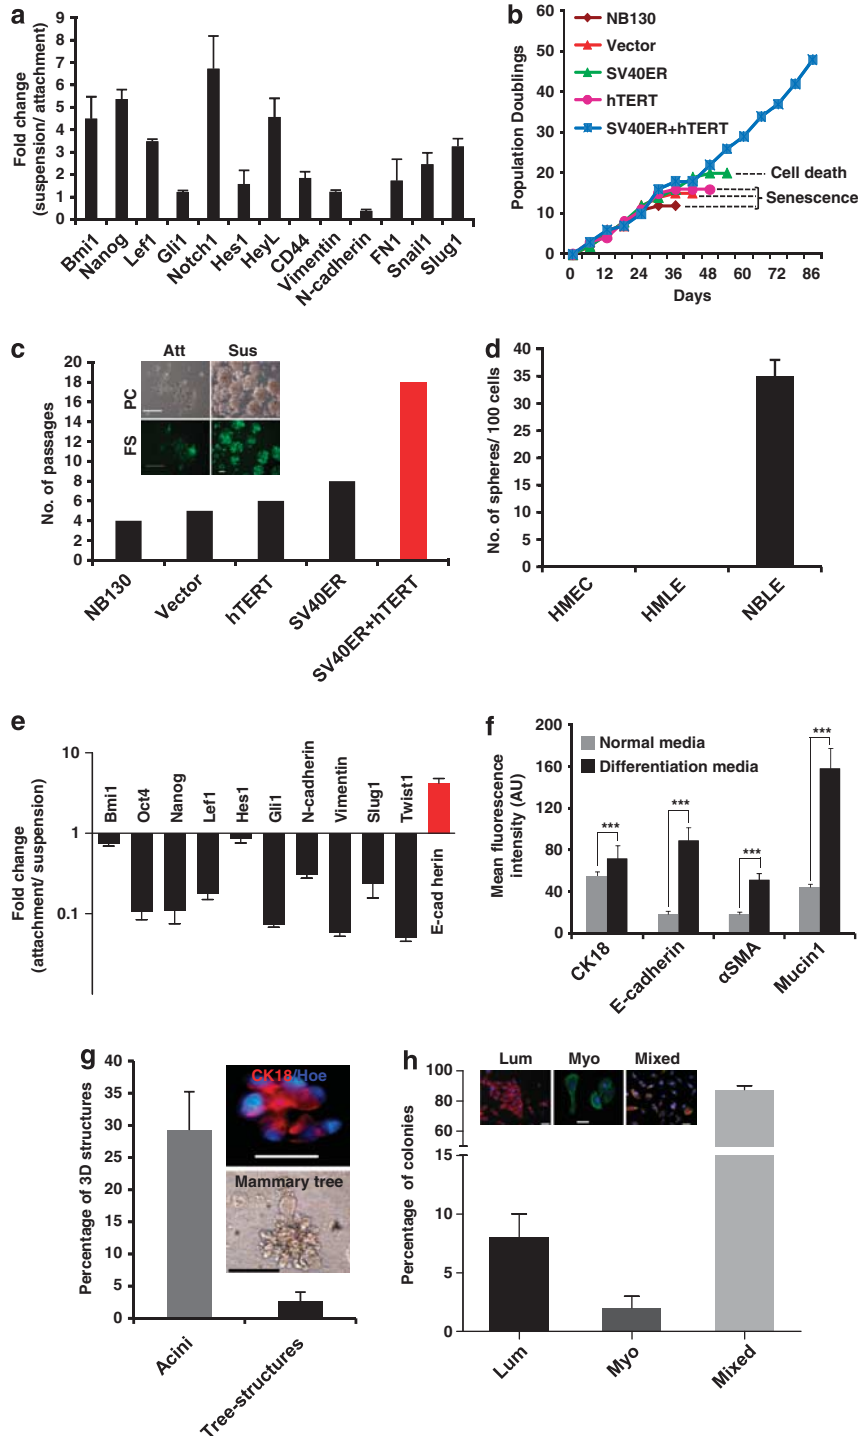 a
Fold change
(suspension/ attachment)
9
8
7
6
5
4
3
2
1
0
Bmi1
Nanog
Lef1
Gli1
Notch1
Hes1
HeyL
CD44
Vimentin
N-cadherin
FN1
Snail1
Slug1
b
Population Doublings
60
50
40
30
20
10
0
NB130
Vector
SV40ER
hTERT
SV40ER+hTERT
Cell death
Senescence
0 12 24 36 48 60 72 86
Days
c
No. of passages
20
18
16
14
12
10
8
6
4
2
0
Att Sus
PC
FS
NB130
Vector
hTERT
SV40ER
SV40ER+hTERT
d
No. of spheres/ 100 cells
40
35
30
25
20
15
10
5
0
HMEC
HMLE
NBLE
e
Fold change
(attachment/ suspension)
10
1
0.1
Bmi1
Oct4
Nanog
Lef1
Hes1
Gli1
N-cadherin
Vimentin
Slug1
Twist1
E-cad herin
f
Mean fluorescence
intensity (AU)
200
160
120
80
40
0
Normal media
Differentiation media
***
***
***
***
CK18
E-cadherin
αSMA
Mucin1
g
Percentage of 3D structures
40
35
30
25
20
15
10
5
0
CK18/Hoe
Mammary tree
Acini
Tree-structures
h
Percentage of colonies
100
80
60
15
10
5
0
Lum Myo Mixed
Lum
Myo
Mixed